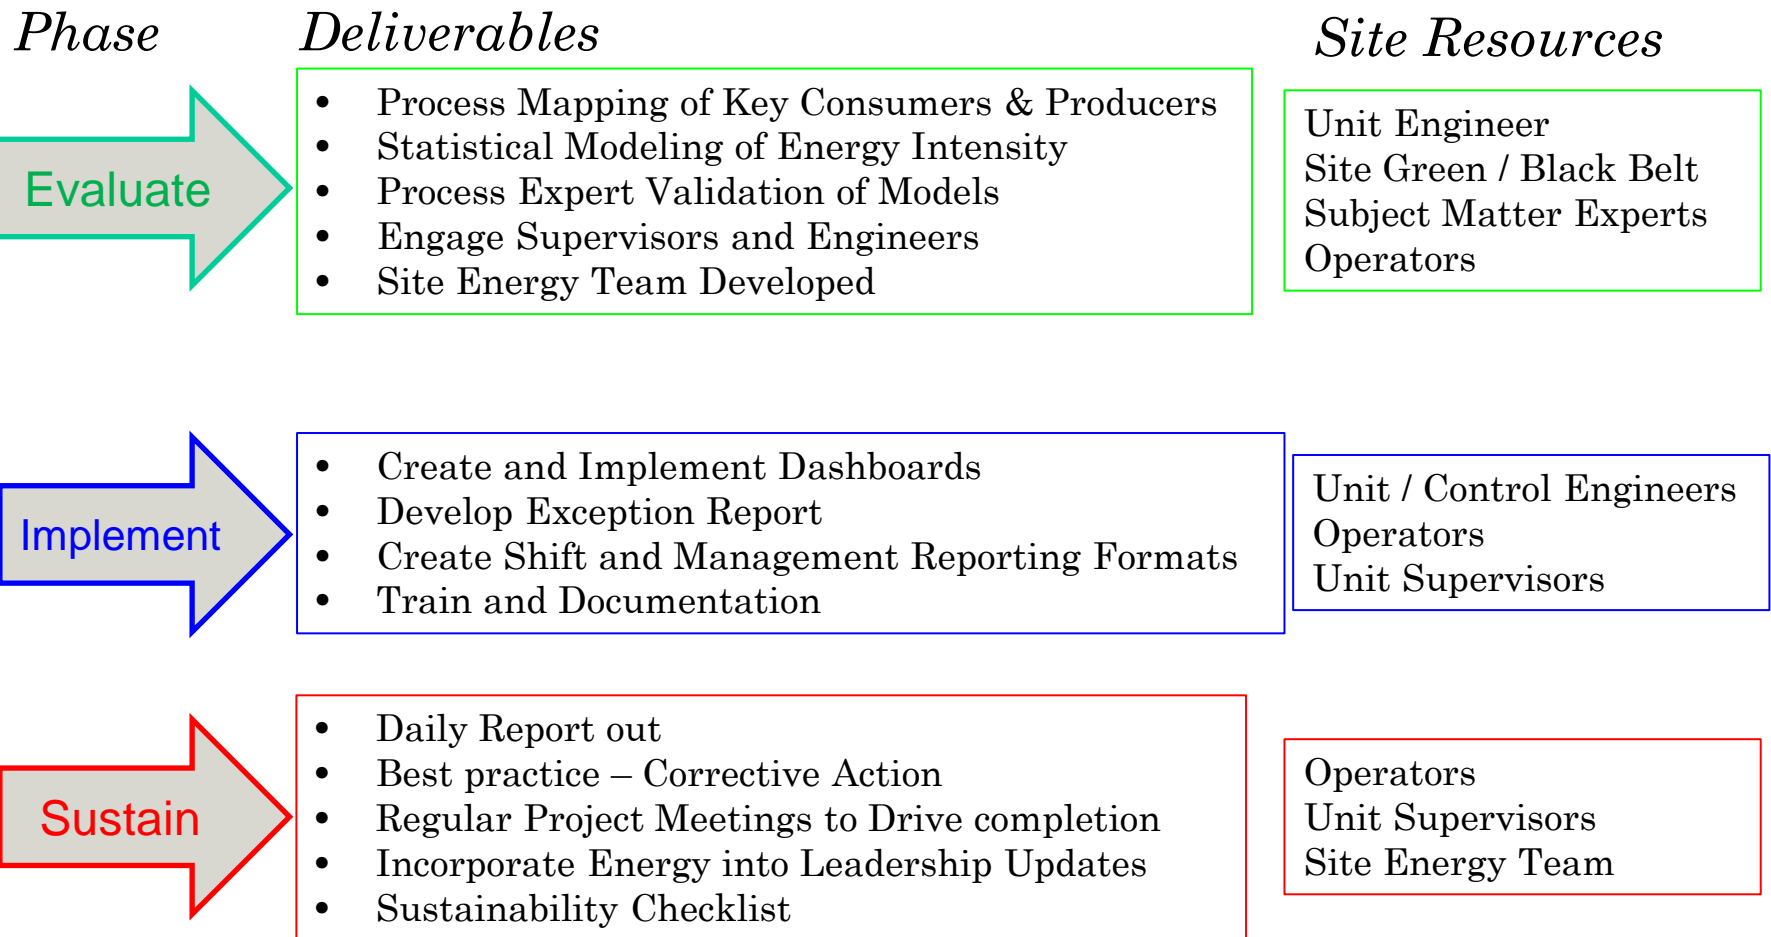 Phase Deliverables Site Resources
Evaluate
• Process Mapping of Key Consumers & Producers
• Statistical Modeling of Energy Intensity
• Process Expert Validation of Models
• Engage Supervisors and Engineers
• Site Energy Team Developed
Unit Engineer
Site Green / Black Belt
Subject Matter Experts
Operators
Implement
• Create and Implement Dashboards
• Develop Exception Report
• Create Shift and Management Reporting Formats
• Train and Documentation
Unit / Control Engineers
Operators
Unit Supervisors
Sustain
• Daily Report out
• Best practice – Corrective Action
• Regular Project Meetings to Drive completion
• Incorporate Energy into Leadership Updates
• Sustainability Checklist
Operators
Unit Supervisors
Site Energy Team